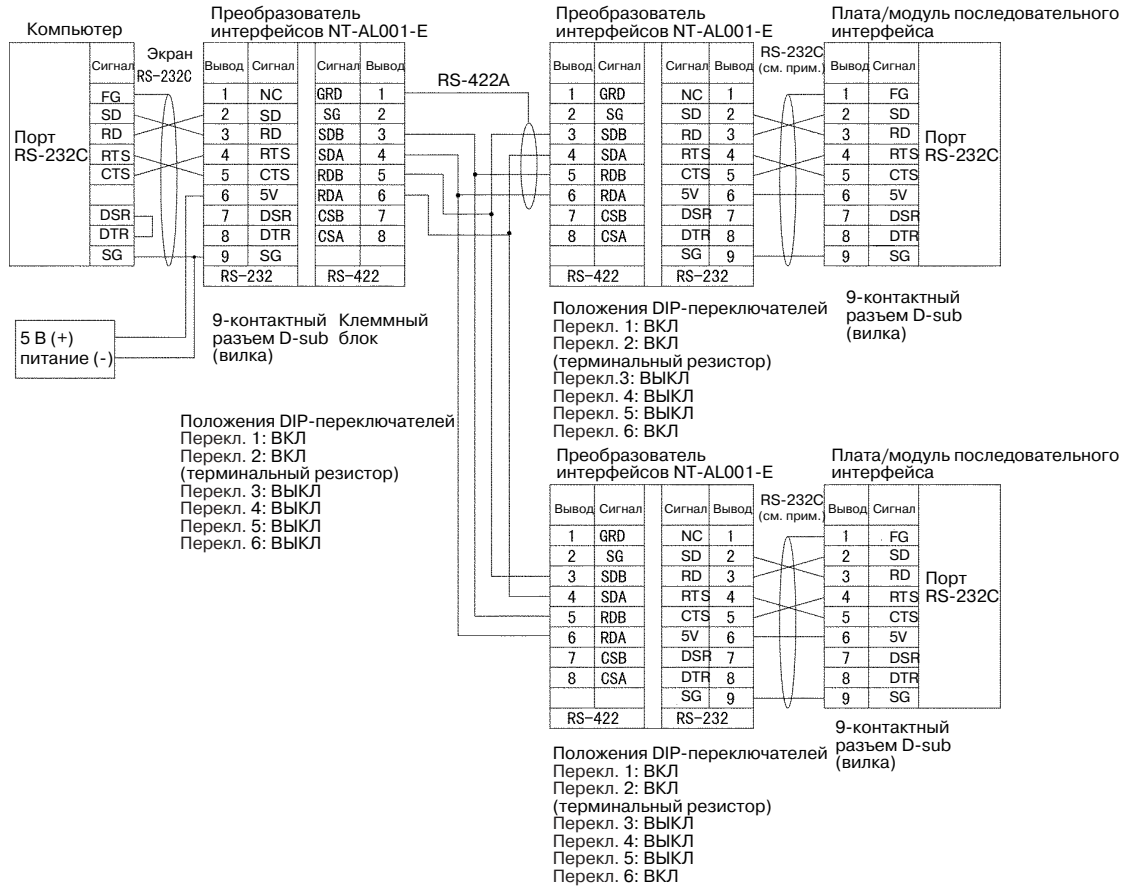 Компьютер
Преобразователь
интерфейсов NT-AL001-E
Преобразователь
интерфейсов NT-AL001-E
Плата/модуль последовательного
интерфейса
Порт
RS-232C
Сигнал
FG
SD
RD
RTS
CTS
DSR
DTR
SG
Экран
RS-232C
Вывод Сигнал
1 NC
2 SD
3 RD
4 RTS
5 CTS
6 5V
7 DSR
8 DTR
9 SG
RS-232
Сигнал Вывод
GRD 1
SG 2
SDB 3
SDA 4
RDB 5
RDA 6
CSB 7
CSA 8
RS-422
RS-422A
Вывод Сигнал
1 GRD
2 SG
3 SDB
4 SDA
5 RDB
6 RDA
7 CSB
8 CSA
RS-422
Сигнал Вывод
NC 1
SD 2
RD 3
RTS 4
CTS 5
5V 6
DSR 7
DTR 8
SG 9
RS-232
RS-232C
(см. прим.)
Вывод Сигнал
1 FG
2 SD
3 RD
4 RTS
5 CTS
6 5V
7 DSR
8 DTR
9 SG
Порт
RS-232C
5 В (+)
питание (-)
9-контактный
разъем D-sub
(вилка)
Клеммный
блок
Положения DIP-переключателей
Перекл. 1: ВКЛ
Перекл. 2: ВКЛ
(терминальный резистор)
Перекл.3: ВЫКЛ
Перекл. 4: ВЫКЛ
Перекл. 5: ВЫКЛ
Перекл. 6: ВКЛ
9-контактный
разъем D-sub
(вилка)
Положения DIP-переключателей
Перекл. 1: ВКЛ
Перекл. 2: ВКЛ
(терминальный резистор)
Перекл. 3: ВЫКЛ
Перекл. 4: ВЫКЛ
Перекл. 5: ВЫКЛ
Перекл. 6: ВЫКЛ
Преобразователь
интерфейсов NT-AL001-E
Плата/модуль последовательного
интерфейса
Вывод Сигнал
1 GRD
2 SG
3 SDB
4 SDA
5 RDB
6 RDA
7 CSB
8 CSA
RS-422
Сигнал Вывод
NC 1
SD 2
RD 3
RTS 4
CTS 5
5V 6
DSR 7
DTR 8
SG 9
RS-232
RS-232C
(см. прим.)
Вывод Сигнал
1 FG
2 SD
3 RD
4 RTS
5 CTS
6 5V
7 DSR
8 DTR
9 SG
Порт
RS-232C
9-контактный
разъем D-sub
(вилка)
Положения DIP-переключателей
Перекл. 1: ВКЛ
Перекл. 2: ВКЛ
(терминальный резистор)
Перекл. 3: ВЫКЛ
Перекл. 4: ВЫКЛ
Перекл. 5: ВЫКЛ
Перекл. 6: ВКЛ